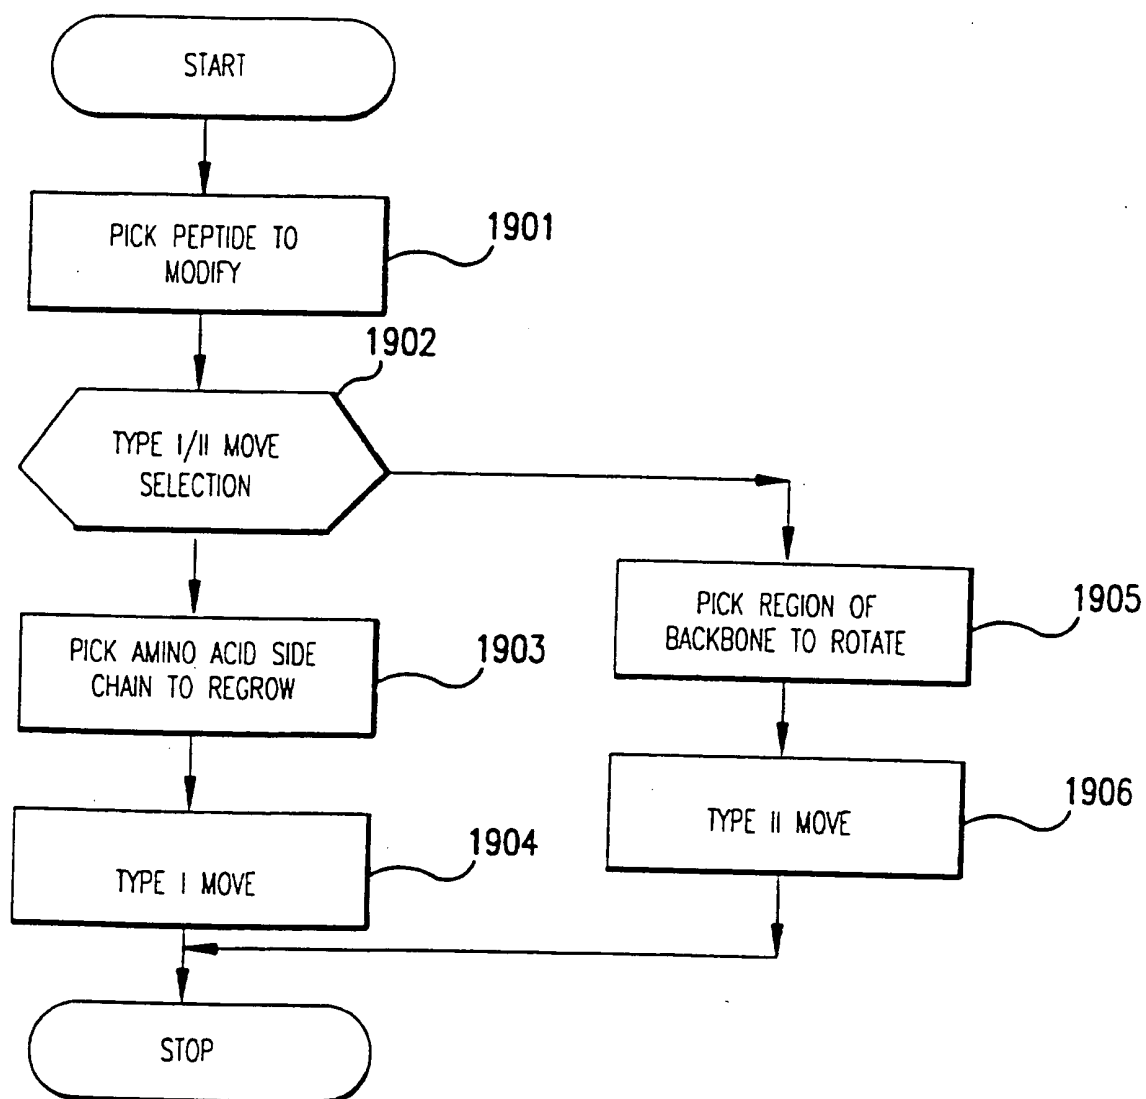 START
PICK PEPTIDE TO
MODIFY
1901
1902
TYPE I/II MOVE
SELECTION
PICK AMINO ACID SIDE
CHAIN TO REGROW
1903
PICK REGION OF
BACKBONE TO ROTATE
1905
TYPE I MOVE
1904
TYPE II MOVE
1906
STOP